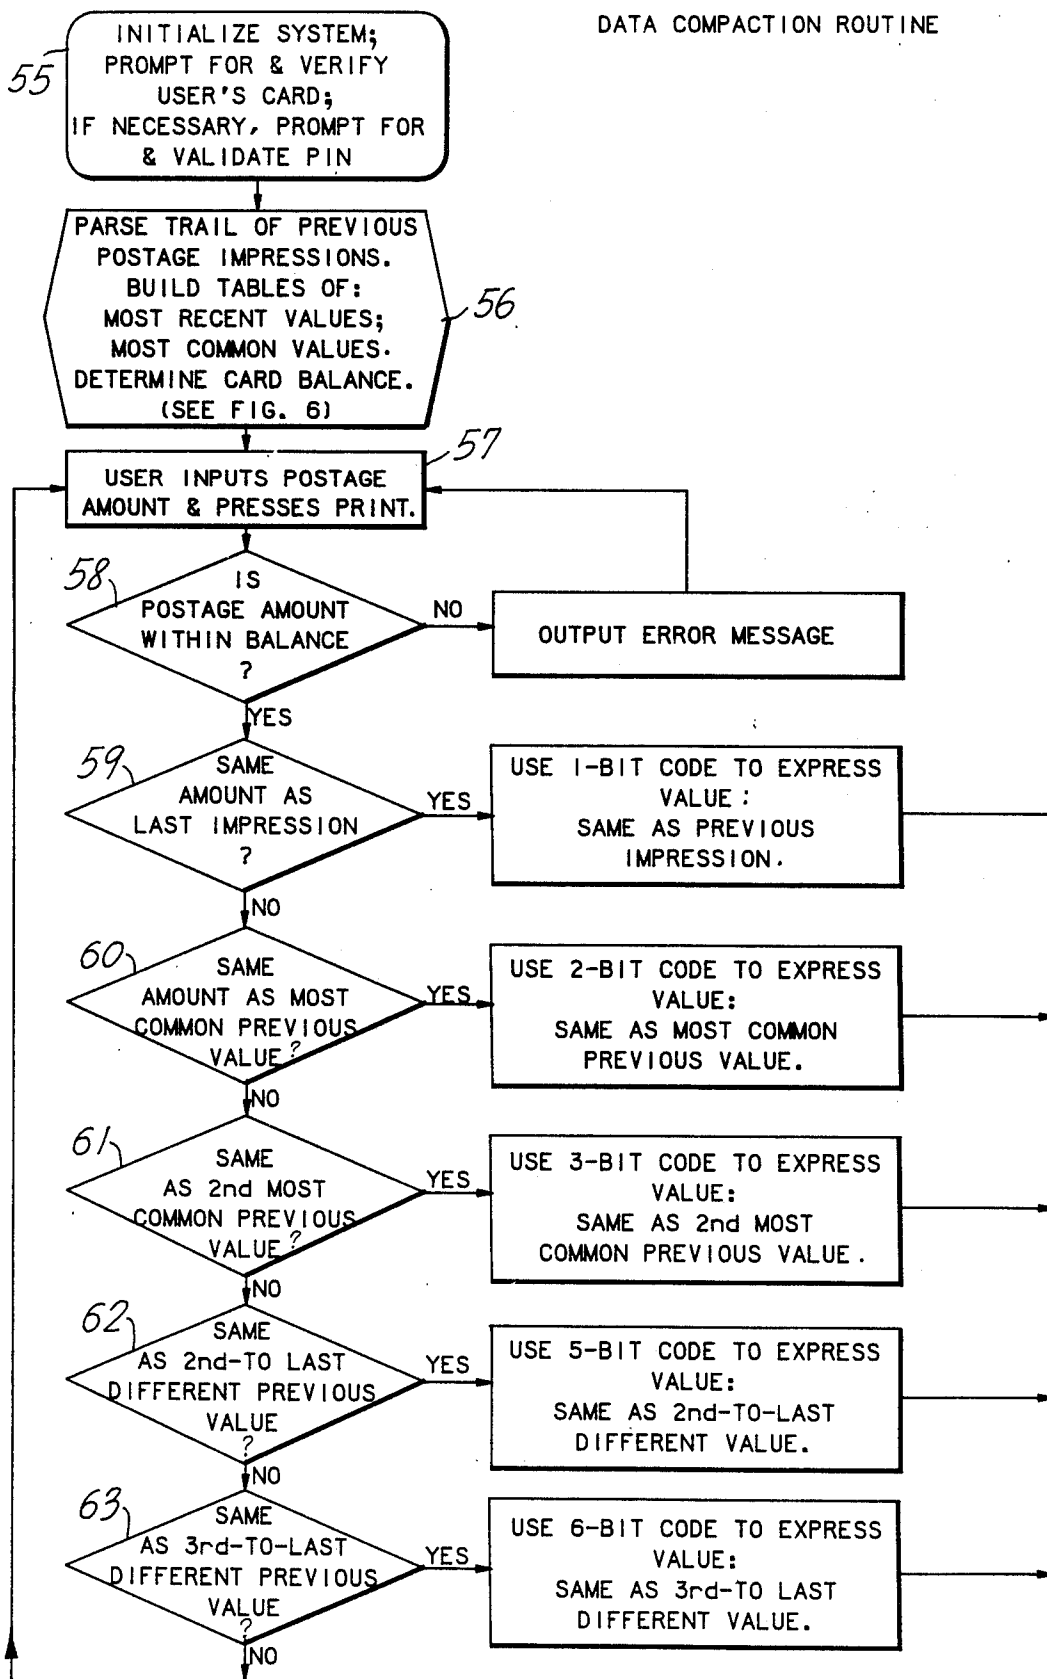 DATA COMPACTION ROUTINE
55
INITIALIZE SYSTEM;
PROMPT FOR & VERIFY
USER'S CARD;
IF NECESSARY, PROMPT FOR
& VALIDATE PIN
PARSE TRAIL OF PREVIOUS
POSTAGE IMPRESSIONS.
BUILD TABLES OF:
MOST RECENT VALUES;
MOST COMMON VALUES.
DETERMINE CARD BALANCE.
(SEE FIG. 6)
56
57
USER INPUTS POSTAGE
AMOUNT & PRESSES PRINT.
58
IS
POSTAGE AMOUNT
WITHIN BALANCE
?
NO
OUTPUT ERROR MESSAGE
YES
59
SAME
AMOUNT AS
LAST IMPRESSION
?
YES
USE 1-BIT CODE TO EXPRESS
VALUE:
SAME AS PREVIOUS
IMPRESSION.
NO
60
SAME
AMOUNT AS MOST
COMMON PREVIOUS
VALUE?
YES
USE 2-BIT CODE TO EXPRESS
VALUE:
SAME AS MOST COMMON
PREVIOUS VALUE.
NO
61
SAME
AS 2nd MOST
COMMON PREVIOUS
VALUE?
YES
USE 3-BIT CODE TO EXPRESS
VALUE:
SAME AS 2nd MOST
COMMON PREVIOUS VALUE.
NO
62
SAME
AS 2nd-TO LAST
DIFFERENT PREVIOUS
VALUE
?
YES
USE 5-BIT CODE TO EXPRESS
VALUE:
SAME AS 2nd-TO-LAST
DIFFERENT VALUE.
NO
63
SAME
AS 3rd-TO-LAST
DIFFERENT PREVIOUS
VALUE
?
YES
USE 6-BIT CODE TO EXPRESS
VALUE:
SAME AS 3rd-TO LAST
DIFFERENT VALUE.
NO